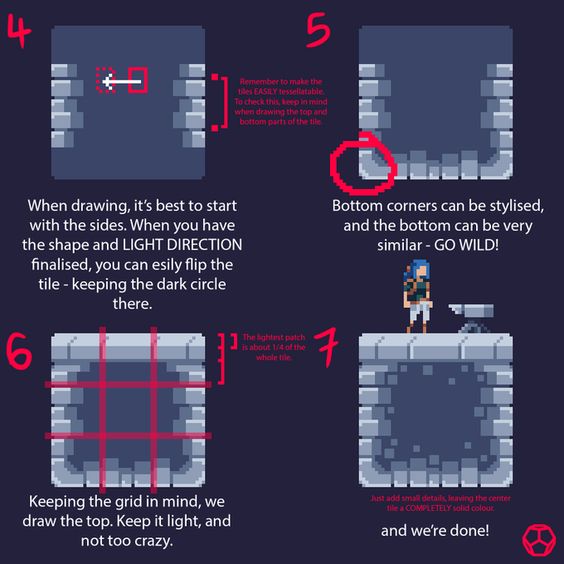 4
Remember to make the
tiles EASILY tessellatable.
To check this, keep in mind
when drawing the top and
bottom parts of the tile.
When drawing, it's best to start
with the sides. When you have
the shape and LIGHT DIRECTION
finalised, you can esily flip the
tile - keeping the dark circle
there.
5
Bottom corners can be stylised,
and the bottom can be very
similar - GO WILD!
6
The lightest patch
is about 1/4 of the
whole tile.
Keeping the grid in mind, we
draw the top. Keep it light, and
not too crazy.
7
Just add small details, leaving the center
tile a COMPLETELY solid colour.
and we're done!